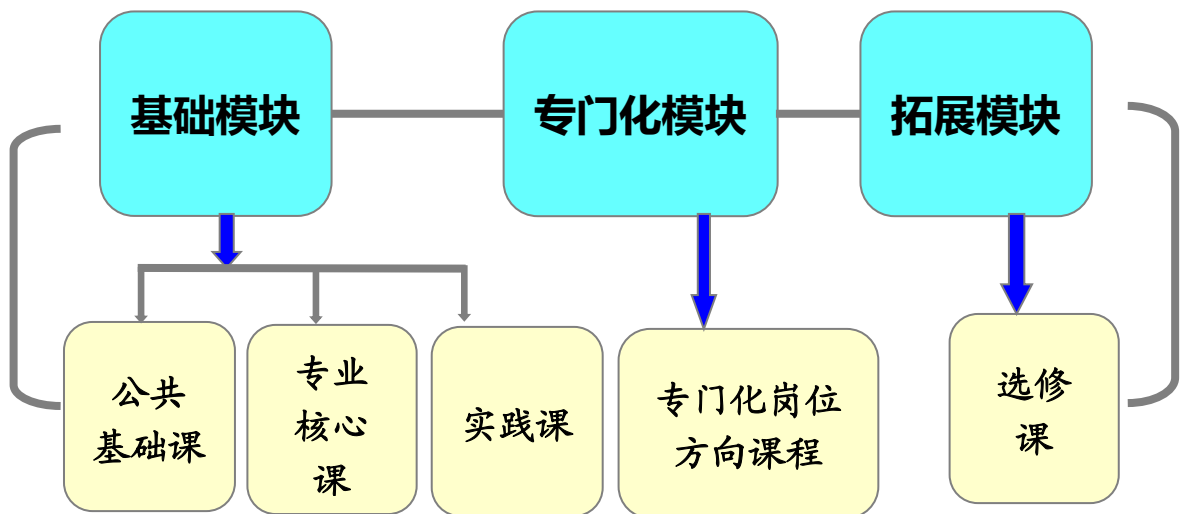 基础模块
专门化模块
拓展模块
公共
基础课
专业
核心
课
实践课
专门化岗位
方向课程
选修
课